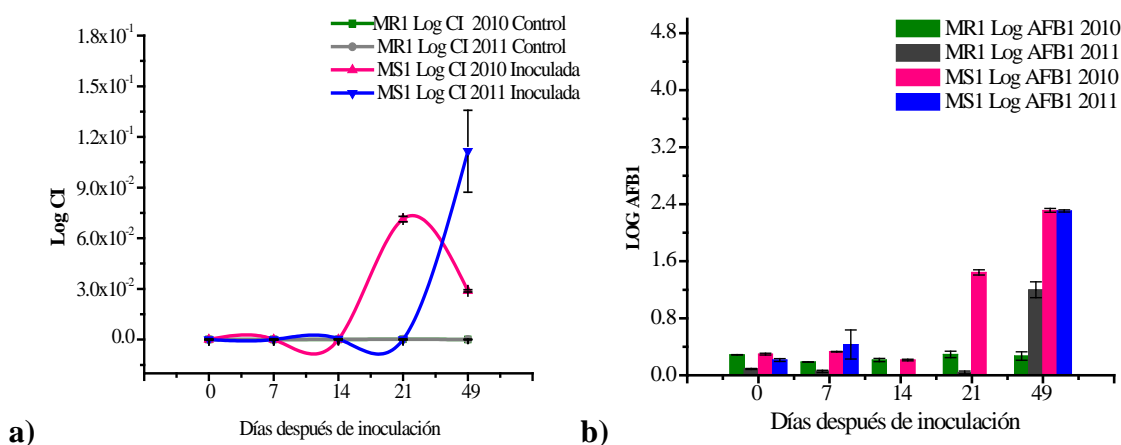 MR1 Log CI 2010 Control
MR1 Log CI 2011 Control
MS1 Log CI 2010 Inoculada
MS1 Log CI 2011 Inoculada
1.8x10⁻¹
1.5x10⁻¹
1.2x10⁻¹
9.0x10⁻²
6.0x10⁻²
3.0x10⁻²
0.0
Log CI
0 7 14 21 49
Días después de inoculación
a)
MR1 Log AFB1 2010
MR1 Log AFB1 2011
MS1 Log AFB1 2010
MS1 Log AFB1 2011
4.8
4.0
3.2
2.4
1.6
0.8
0.0
LOG AFB1
0 7 14 21 49
Días después de inoculación
b)